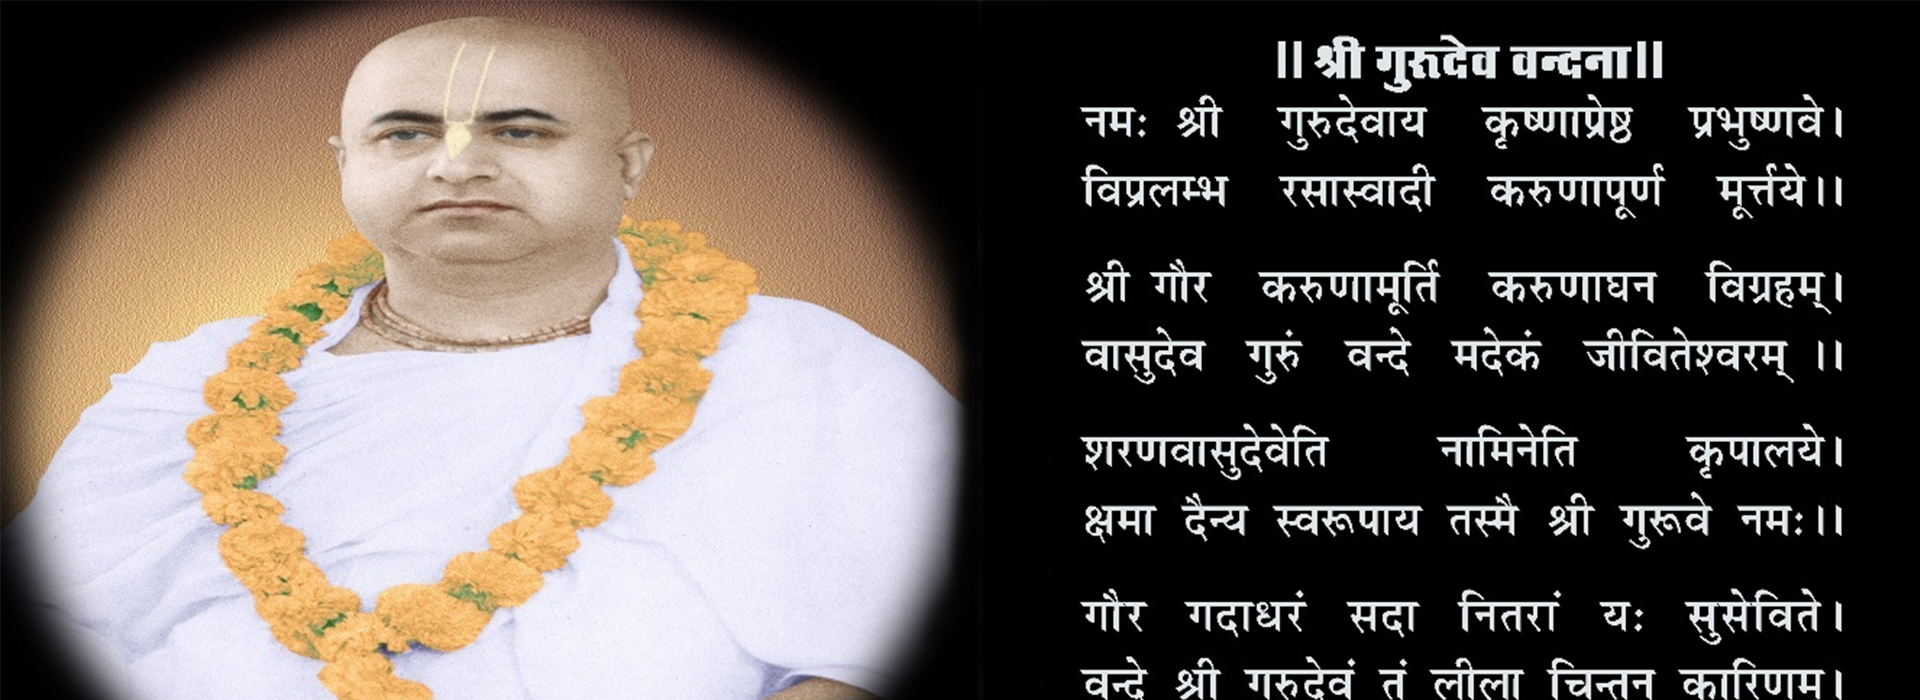 ॥ श्री गुरुदेव वन्दना॥
नमः श्री गुरुदेवाय कृष्णाप्रेष्ठ प्रभुष्णवे।
विप्रलम्भ रसास्वादी करुणापूर्ण मूर्त्तये।।
श्री गौर करुणामूर्ति करुणाघन विग्रहम्।
वासुदेव गुरुं वन्दे मदेकं जीवितेश्वरम् ।।
शरणवासुदेवेति नामिनेति कृपालये।
क्षमा दैन्य स्वरूपाय तस्मै श्री गुरूवे नमः।।
गौर गदाधरं सदा नितरां यः सुसेविते।
वन्दे श्री गुरुदेवं तं लीला चिन्तन कारिणम्।